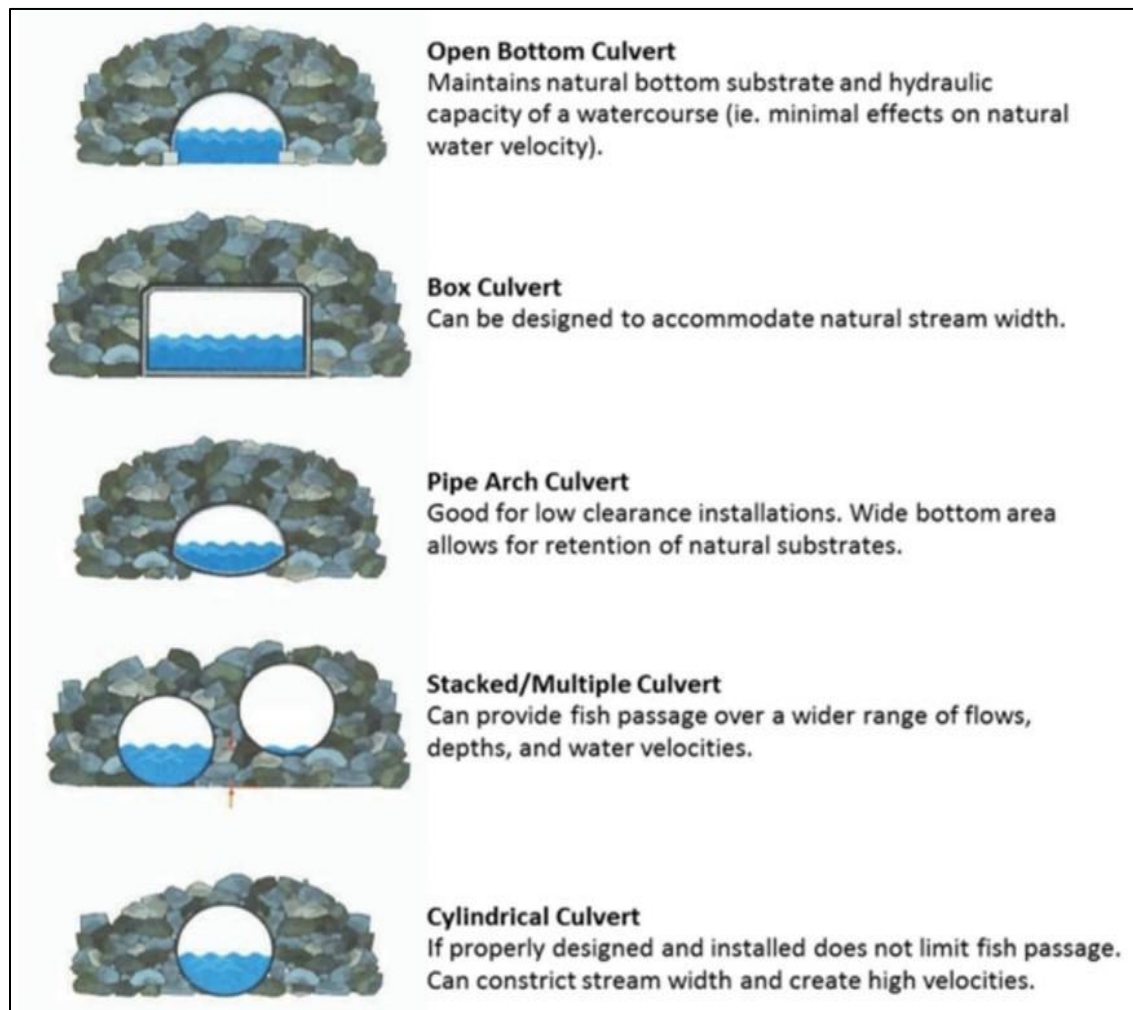 Open Bottom Culvert
Maintains natural bottom substrate and hydraulic
capacity of a watercourse (ie. minimal effects on natural
water velocity).
Box Culvert
Can be designed to accommodate natural stream width.
Pipe Arch Culvert
Good for low clearance installations. Wide bottom area
allows for retention of natural substrates.
Stacked/Multiple Culvert
Can provide fish passage over a wider range of flows,
depths, and water velocities.
Cylindrical Culvert
If properly designed and installed does not limit fish passage.
Can constrict stream width and create high velocities.